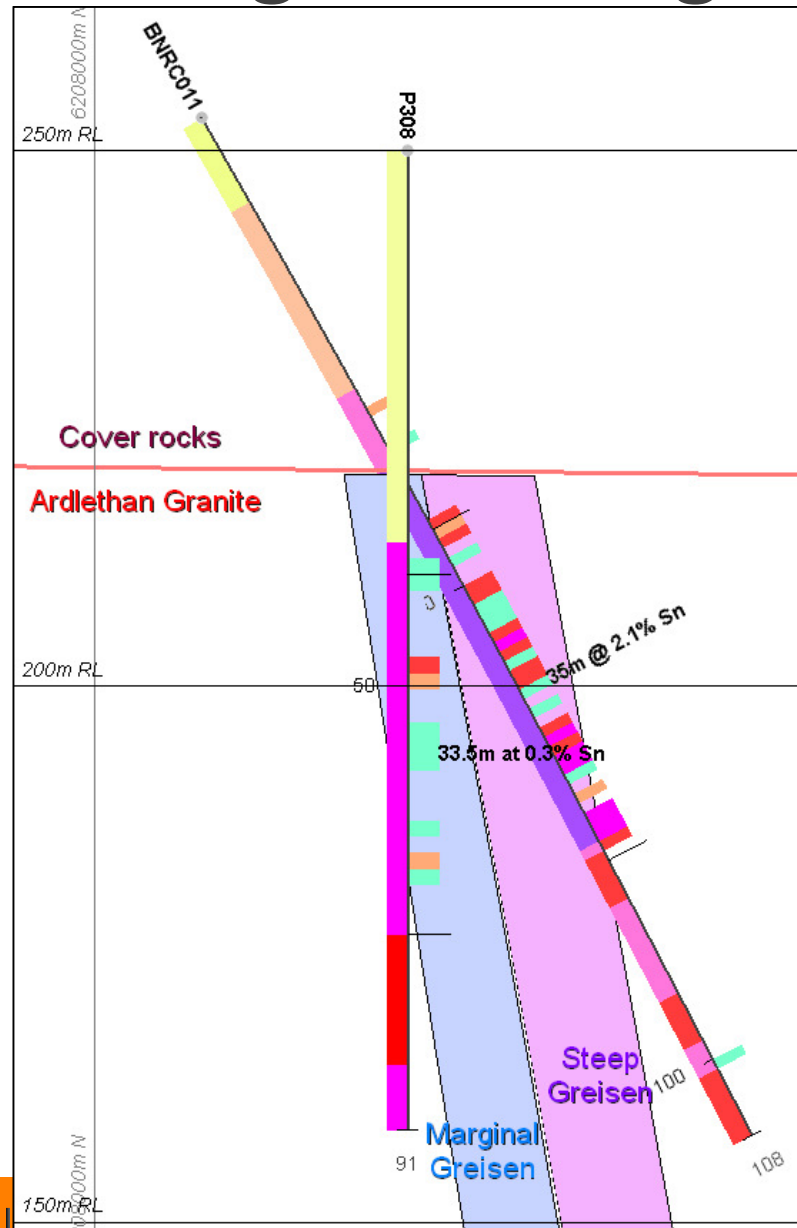 BNRC011
6208000m N
P308
250m RL
Cover rocks
Ardlethan Granite
0
35m @ 2.1% Sn
200m RL
50
33.5m at 0.3% Sn
Steep
Greisen
100
Marginal
Greisen
91
108
150m RL